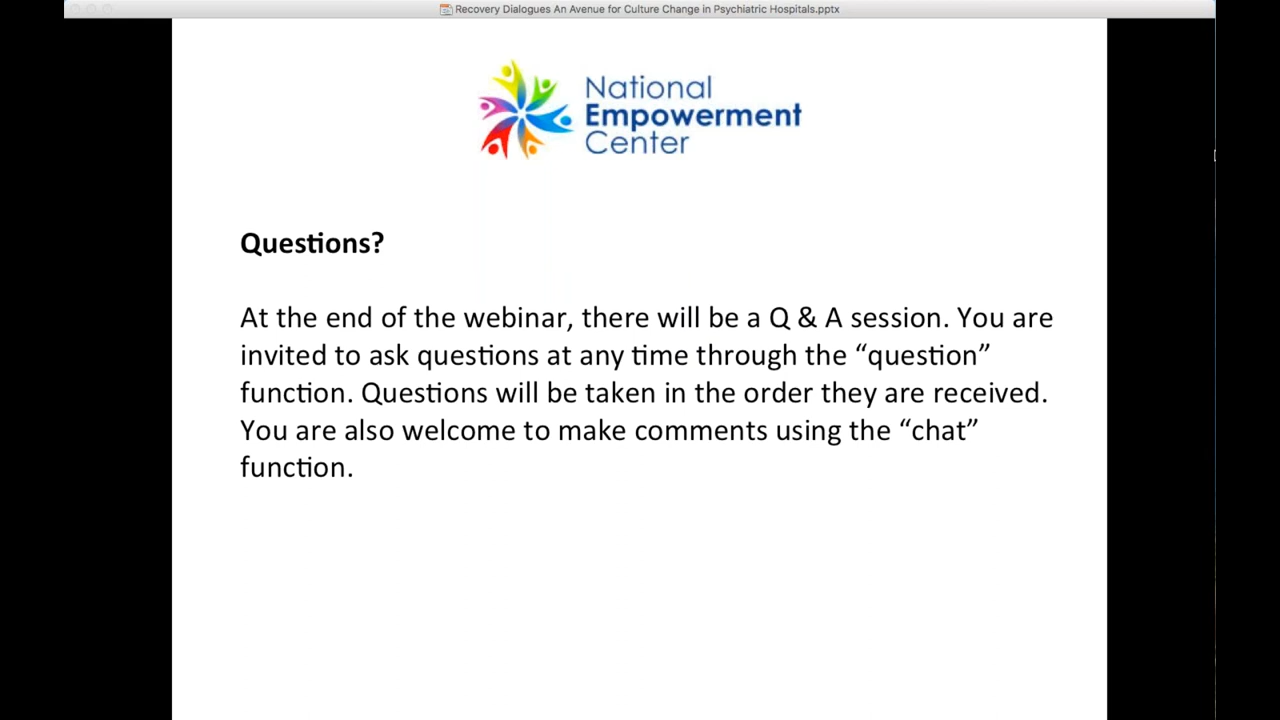 Recovery Dialogues An Avenue for Culture Change in Psychiatric Hospitals.pptx
National
Empowerment
Center
Questions?
At the end of the webinar, there will be a Q & A session. You are
invited to ask questions at any time through the “question”
function. Questions will be taken in the order they are received.
You are also welcome to make comments using the “chat”
function.